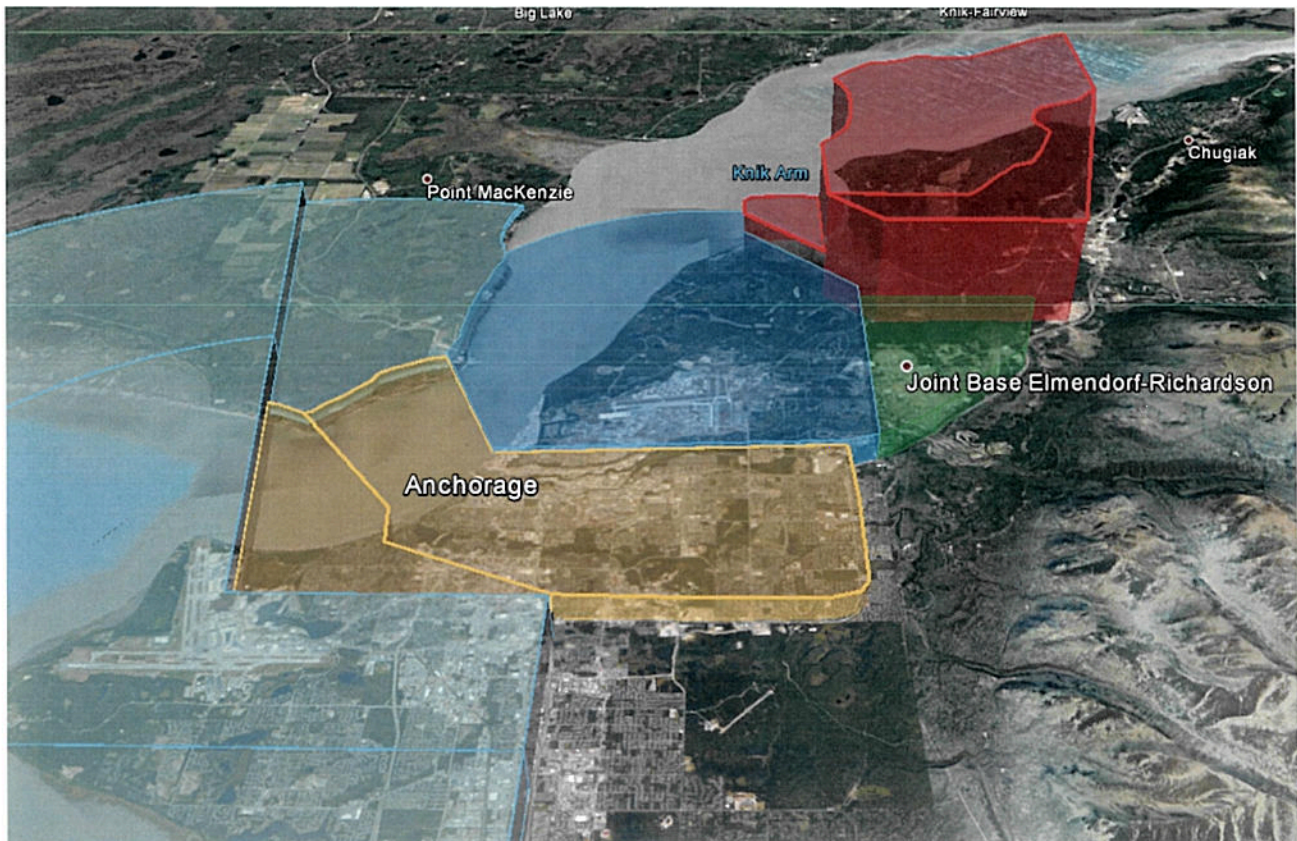 Big Lake
Knik-Fairview
Chugiak
Knik Arm
Point MacKenzie
Joint Base Elmendorf-Richardson
Anchorage